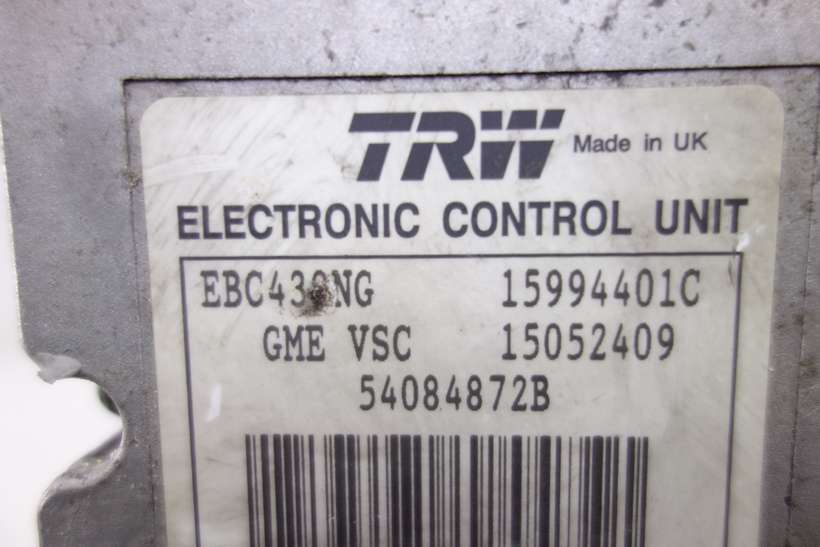 TRW Made in UK
ELECTRONIC CONTROL UNIT
15994401C
GME VSC 15052409
54084872B